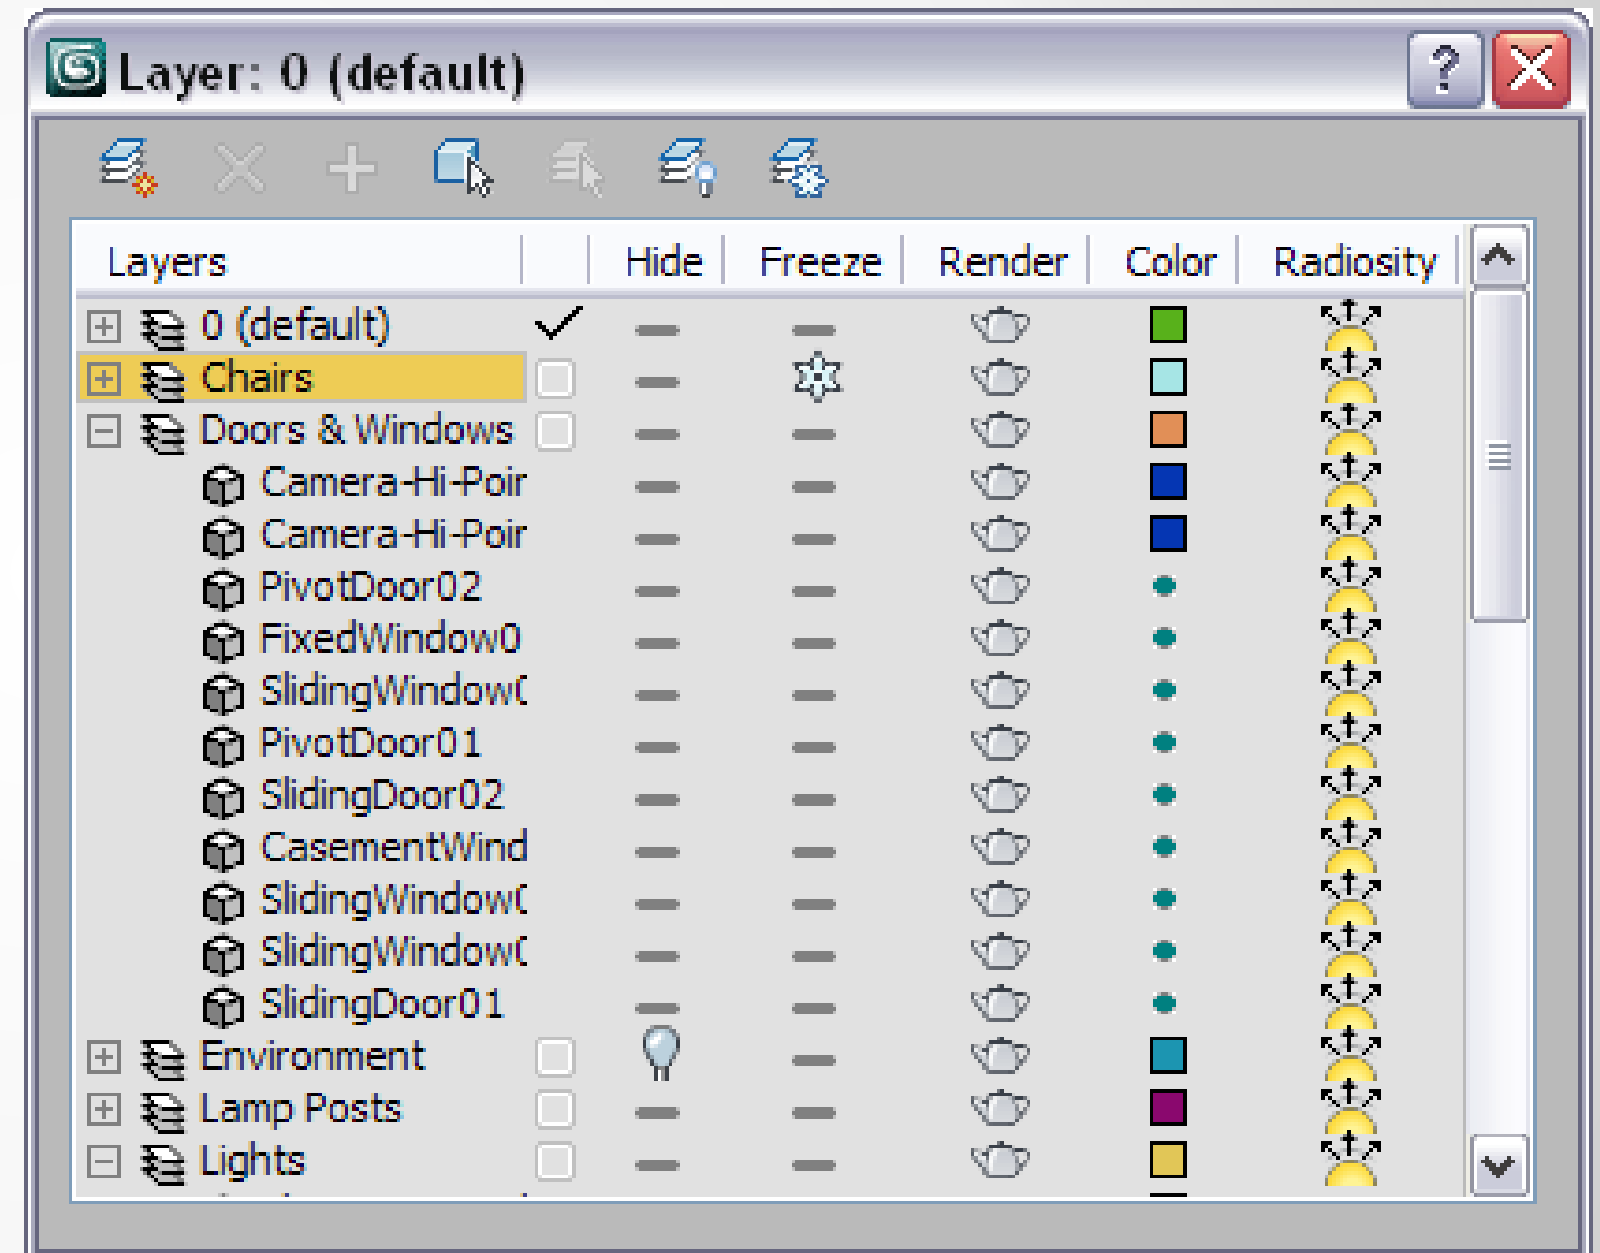 Layer: 0 (default)
?
Layers Hide Freeze Render Color Radiosity
0 (default)
Chairs
Doors & Windows
Camera-Hi-Poir
Camera-Hi-Poir
PivotDoor02
FixedWindow0
SlidingWindow
PivotDoor01
SlidingDoor02
CasementWind
SlidingWindow
SlidingWindow
SlidingDoor01
Environment
Lamp Posts
Lights